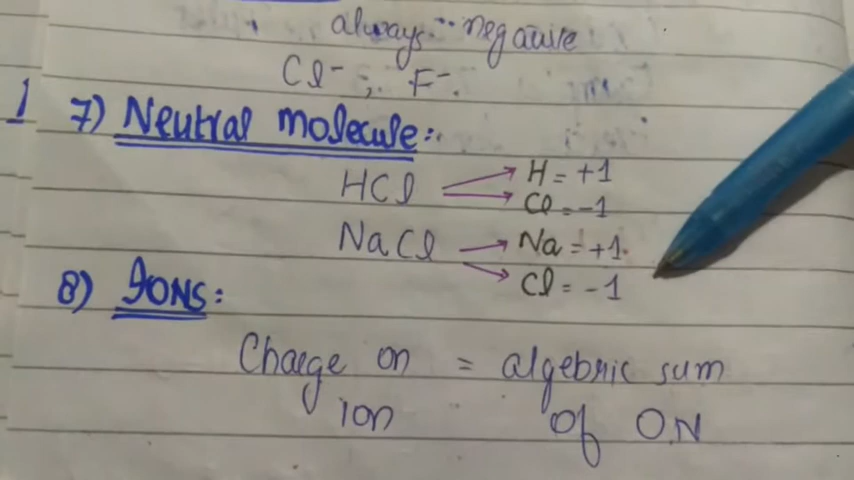 always negative
Cl⁻ ; F⁻.
1 7) Neutral molecule:
HCl → H = +1
→ Cl = -1
NaCl → Na = +1
→ Cl = -1
8) IONS:
Charge on = algebric sum
ion of O.N